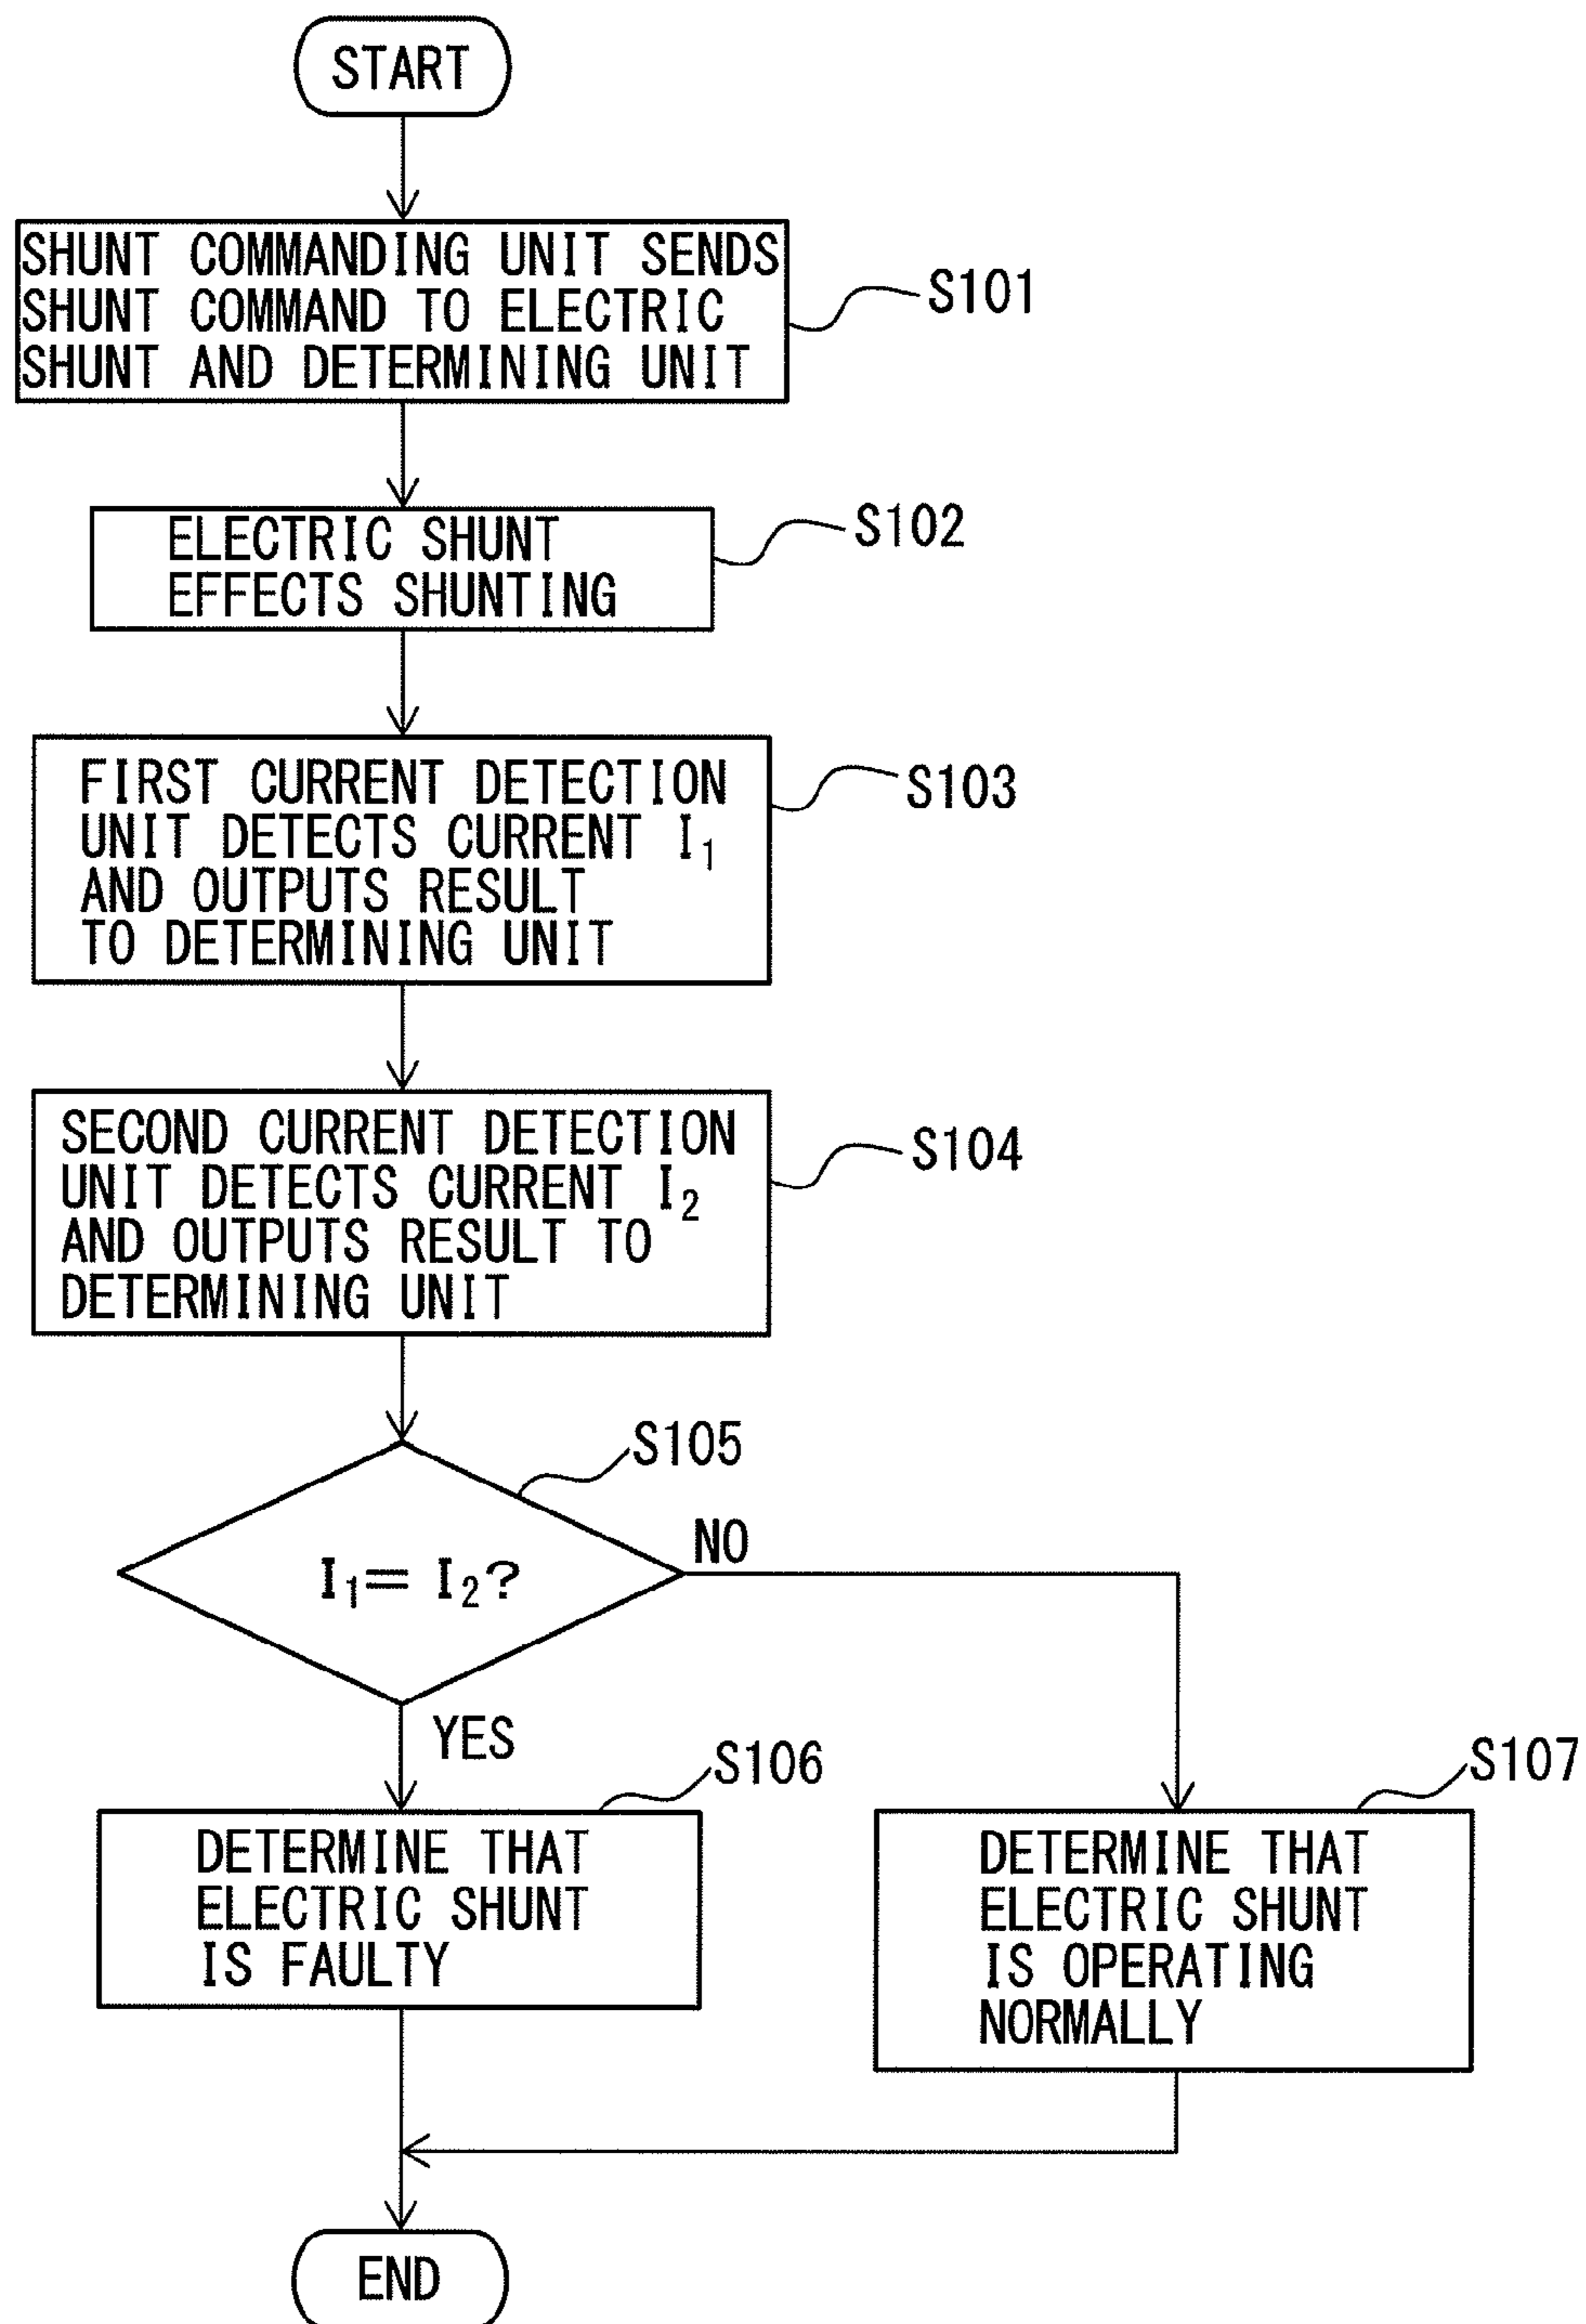 START
SHUNT COMMANDING UNIT SENDS
SHUNT COMMAND TO ELECTRIC
SHUNT AND DETERMINING UNIT
S101
ELECTRIC SHUNT
EFFECTS SHUNTING
S102
FIRST CURRENT DETECTION
UNIT DETECTS CURRENT I₁
AND OUTPUTS RESULT
TO DETERMINING UNIT
S103
SECOND CURRENT DETECTION
UNIT DETECTS CURRENT I₂
AND OUTPUTS RESULT TO
DETERMINING UNIT
S104
S105
I₁= I₂?
NO
YES
S106
DETERMINE THAT
ELECTRIC SHUNT
IS FAULTY
S107
DETERMINE THAT
ELECTRIC SHUNT
IS OPERATING
NORMALLY
END